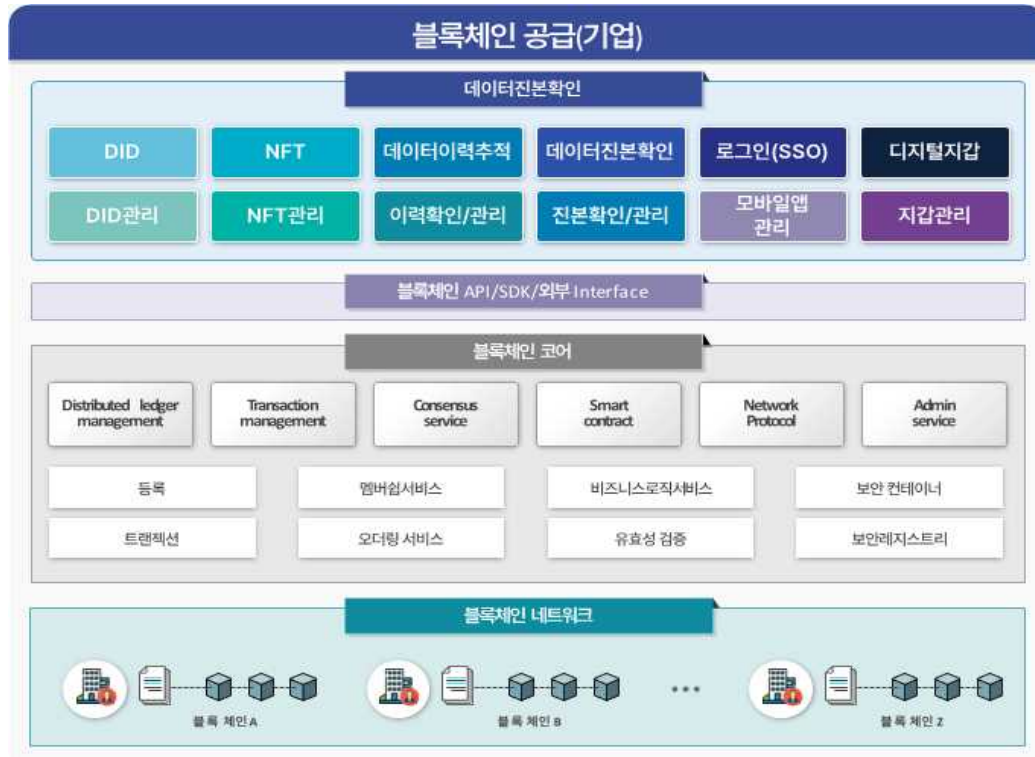 블록체인 공급(기업)
데이터진본확인
DID
NFT
데이터이력추적
데이터진본확인
로그인(SSO)
디지털지갑
DID관리
NFT관리
이력확인/관리
진본확인/관리
모바일앱
관리
지갑관리
블록체인 API/SDK/외부 Interface
블록체인 코어
Distributed ledger
management
Transaction
management
Consensus
service
Smart
contract
Network
Protocol
Admin
service
등록
멤버쉽서비스
비즈니스로직서비스
보안 컨테이너
트랜젝션
오더링 서비스
유효성 검증
보안레지스트리
블록체인 네트워크
...
블록 체인 A
블록 체인 B
블록 체인 Z